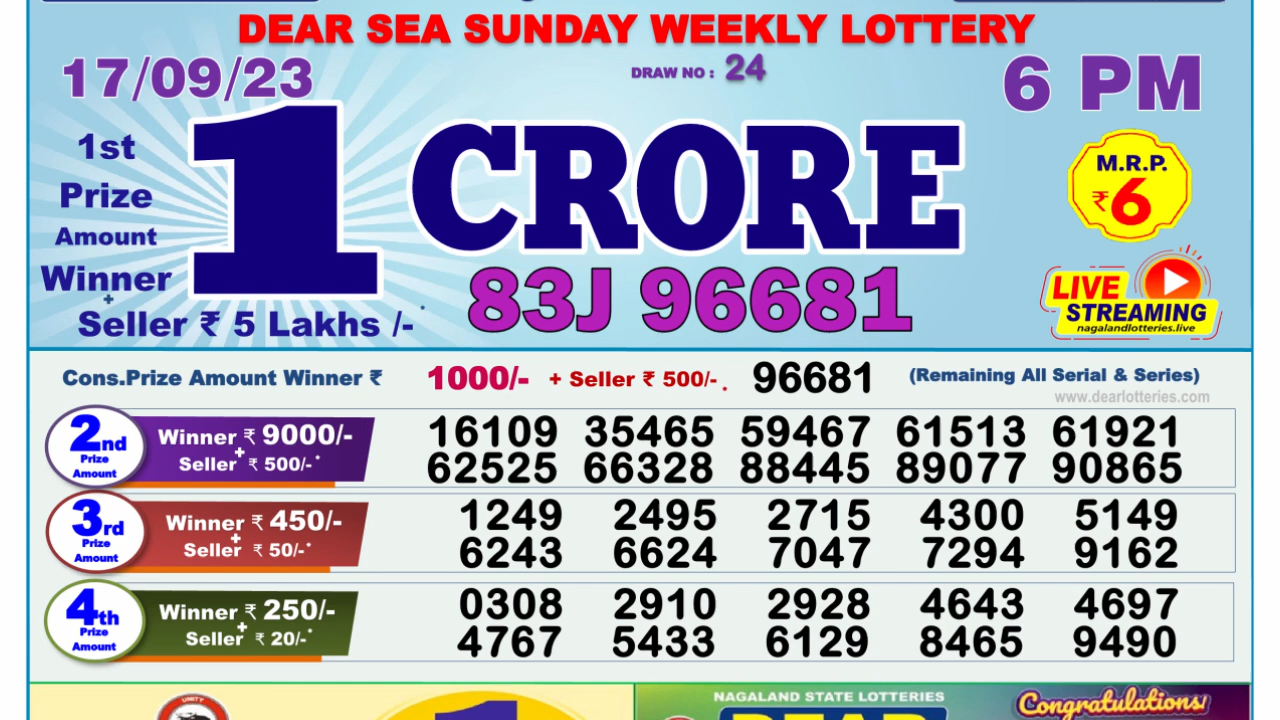 DEAR SEA SUNDAY WEEKLY LOTTERY
17/09/23
DRAW NO : 24
6 PM
1st
Prize
Amount
Winner
+
Seller ₹ 5 Lakhs /- *
1 CRORE
83J 96681
M.R.P.
₹6
LIVE
STREAMING
nagalandlotteries.live
Cons.Prize Amount Winner ₹ 1000/- + Seller ₹ 500/- . 96681 (Remaining All Serial & Series)
www.dearlotteries.com
2nd
Prize
Amount
Winner ₹ 9000/-
+
Seller ₹ 500/-*
16109 35465 59467 61513 61921
62525 66328 88445 89077 90865
3rd
Prize
Amount
Winner ₹ 450/-
+
Seller ₹ 50/-*
1249 2495 2715 4300 5149
6243 6624 7047 7294 9162
4th
Prize
Amount
Winner ₹ 250/-
+
Seller ₹ 20/-*
0308 2910 2928 4643 4697
4767 5433 6129 8465 9490
UNITY
1
NAGALAND STATE LOTTERIES
DEAR
Congratulations!